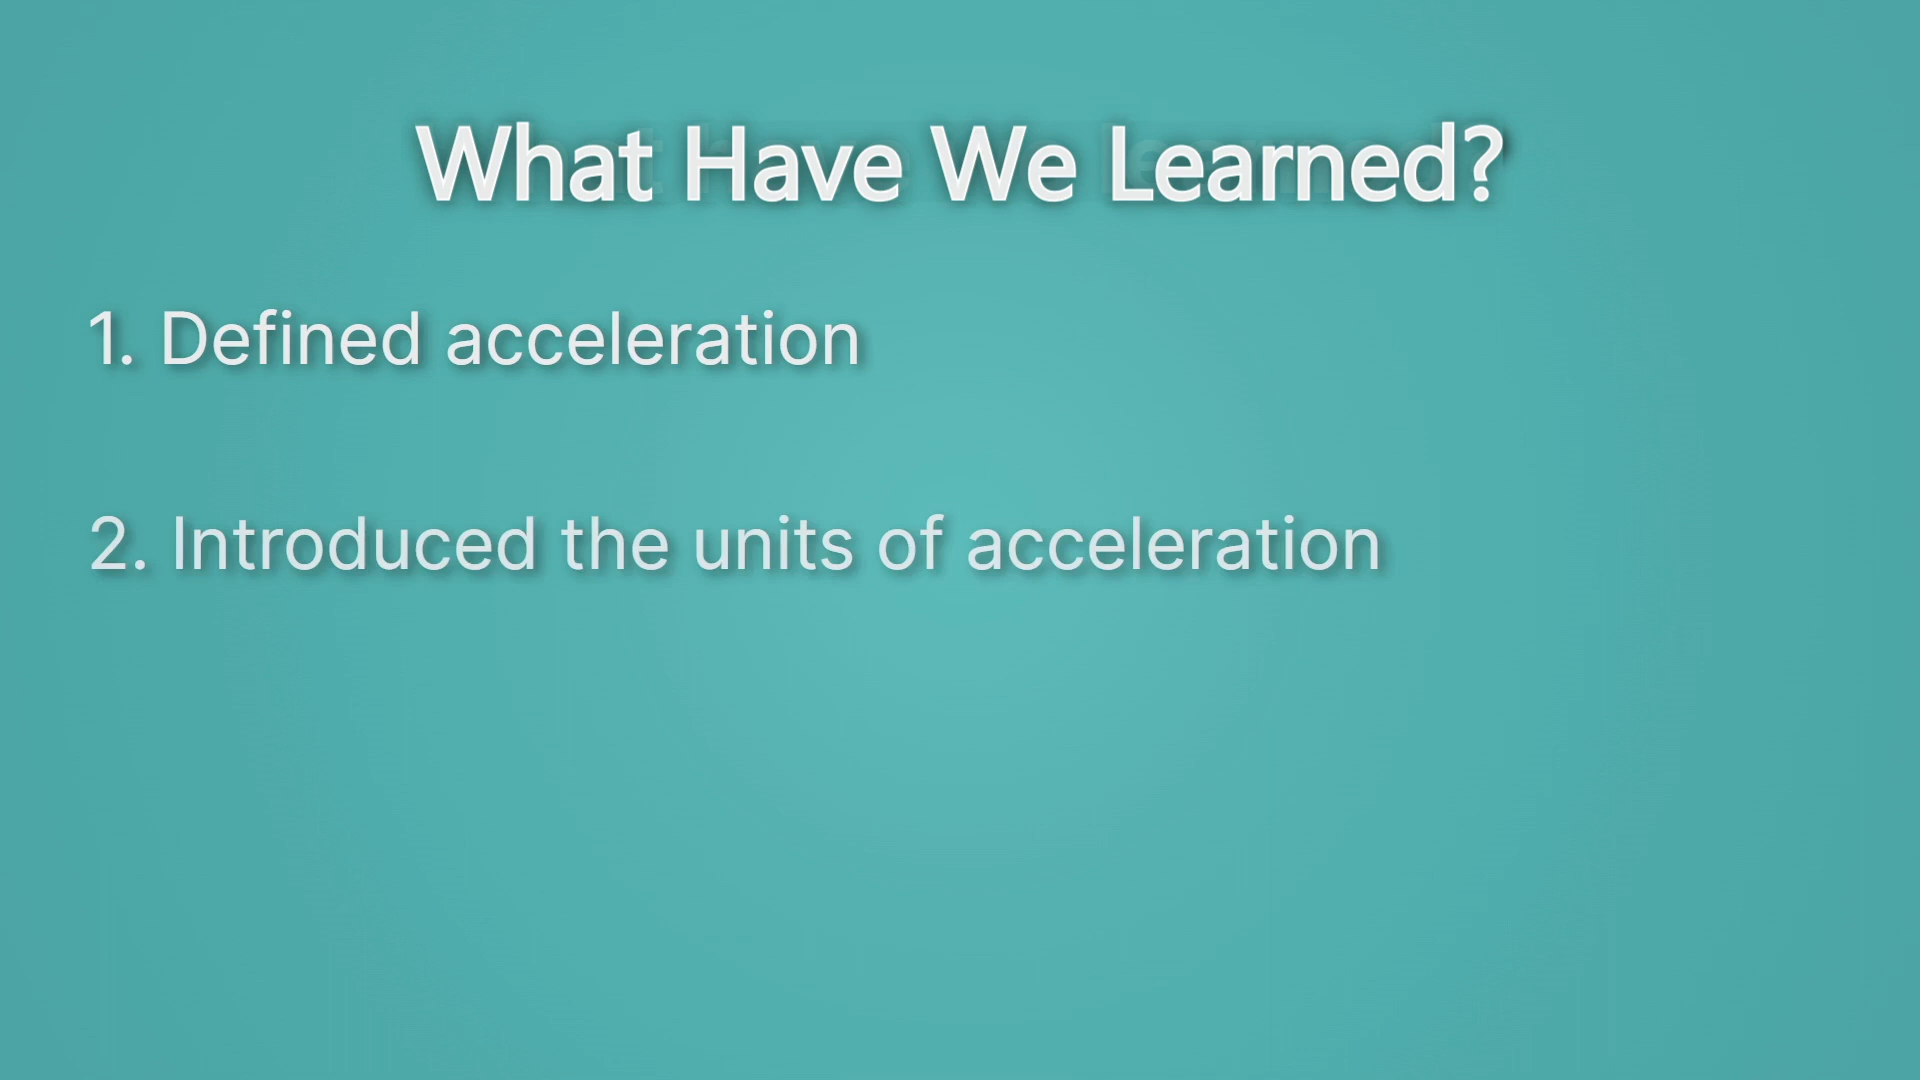 What Have We Learned?
1. Defined acceleration
2. Introduced the units of acceleration